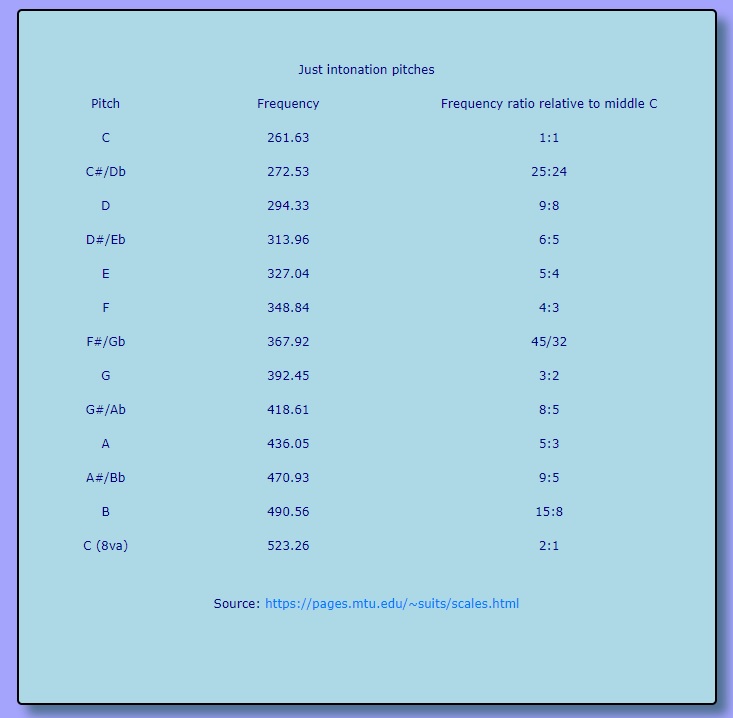 Just intonation pitches
Pitch Frequency Frequency ratio relative to middle C
C 261.63 1:1
C#/Db 272.53 25:24
D 294.33 9:8
D#/Eb 313.96 6:5
E 327.04 5:4
F 348.84 4:3
F#/Gb 367.92 45/32
G 392.45 3:2
G#/Ab 418.61 8:5
A 436.05 5:3
A#/Bb 470.93 9:5
B 490.56 15:8
C (8va) 523.26 2:1
Source: https://pages.mtu.edu/~suits/scales.html